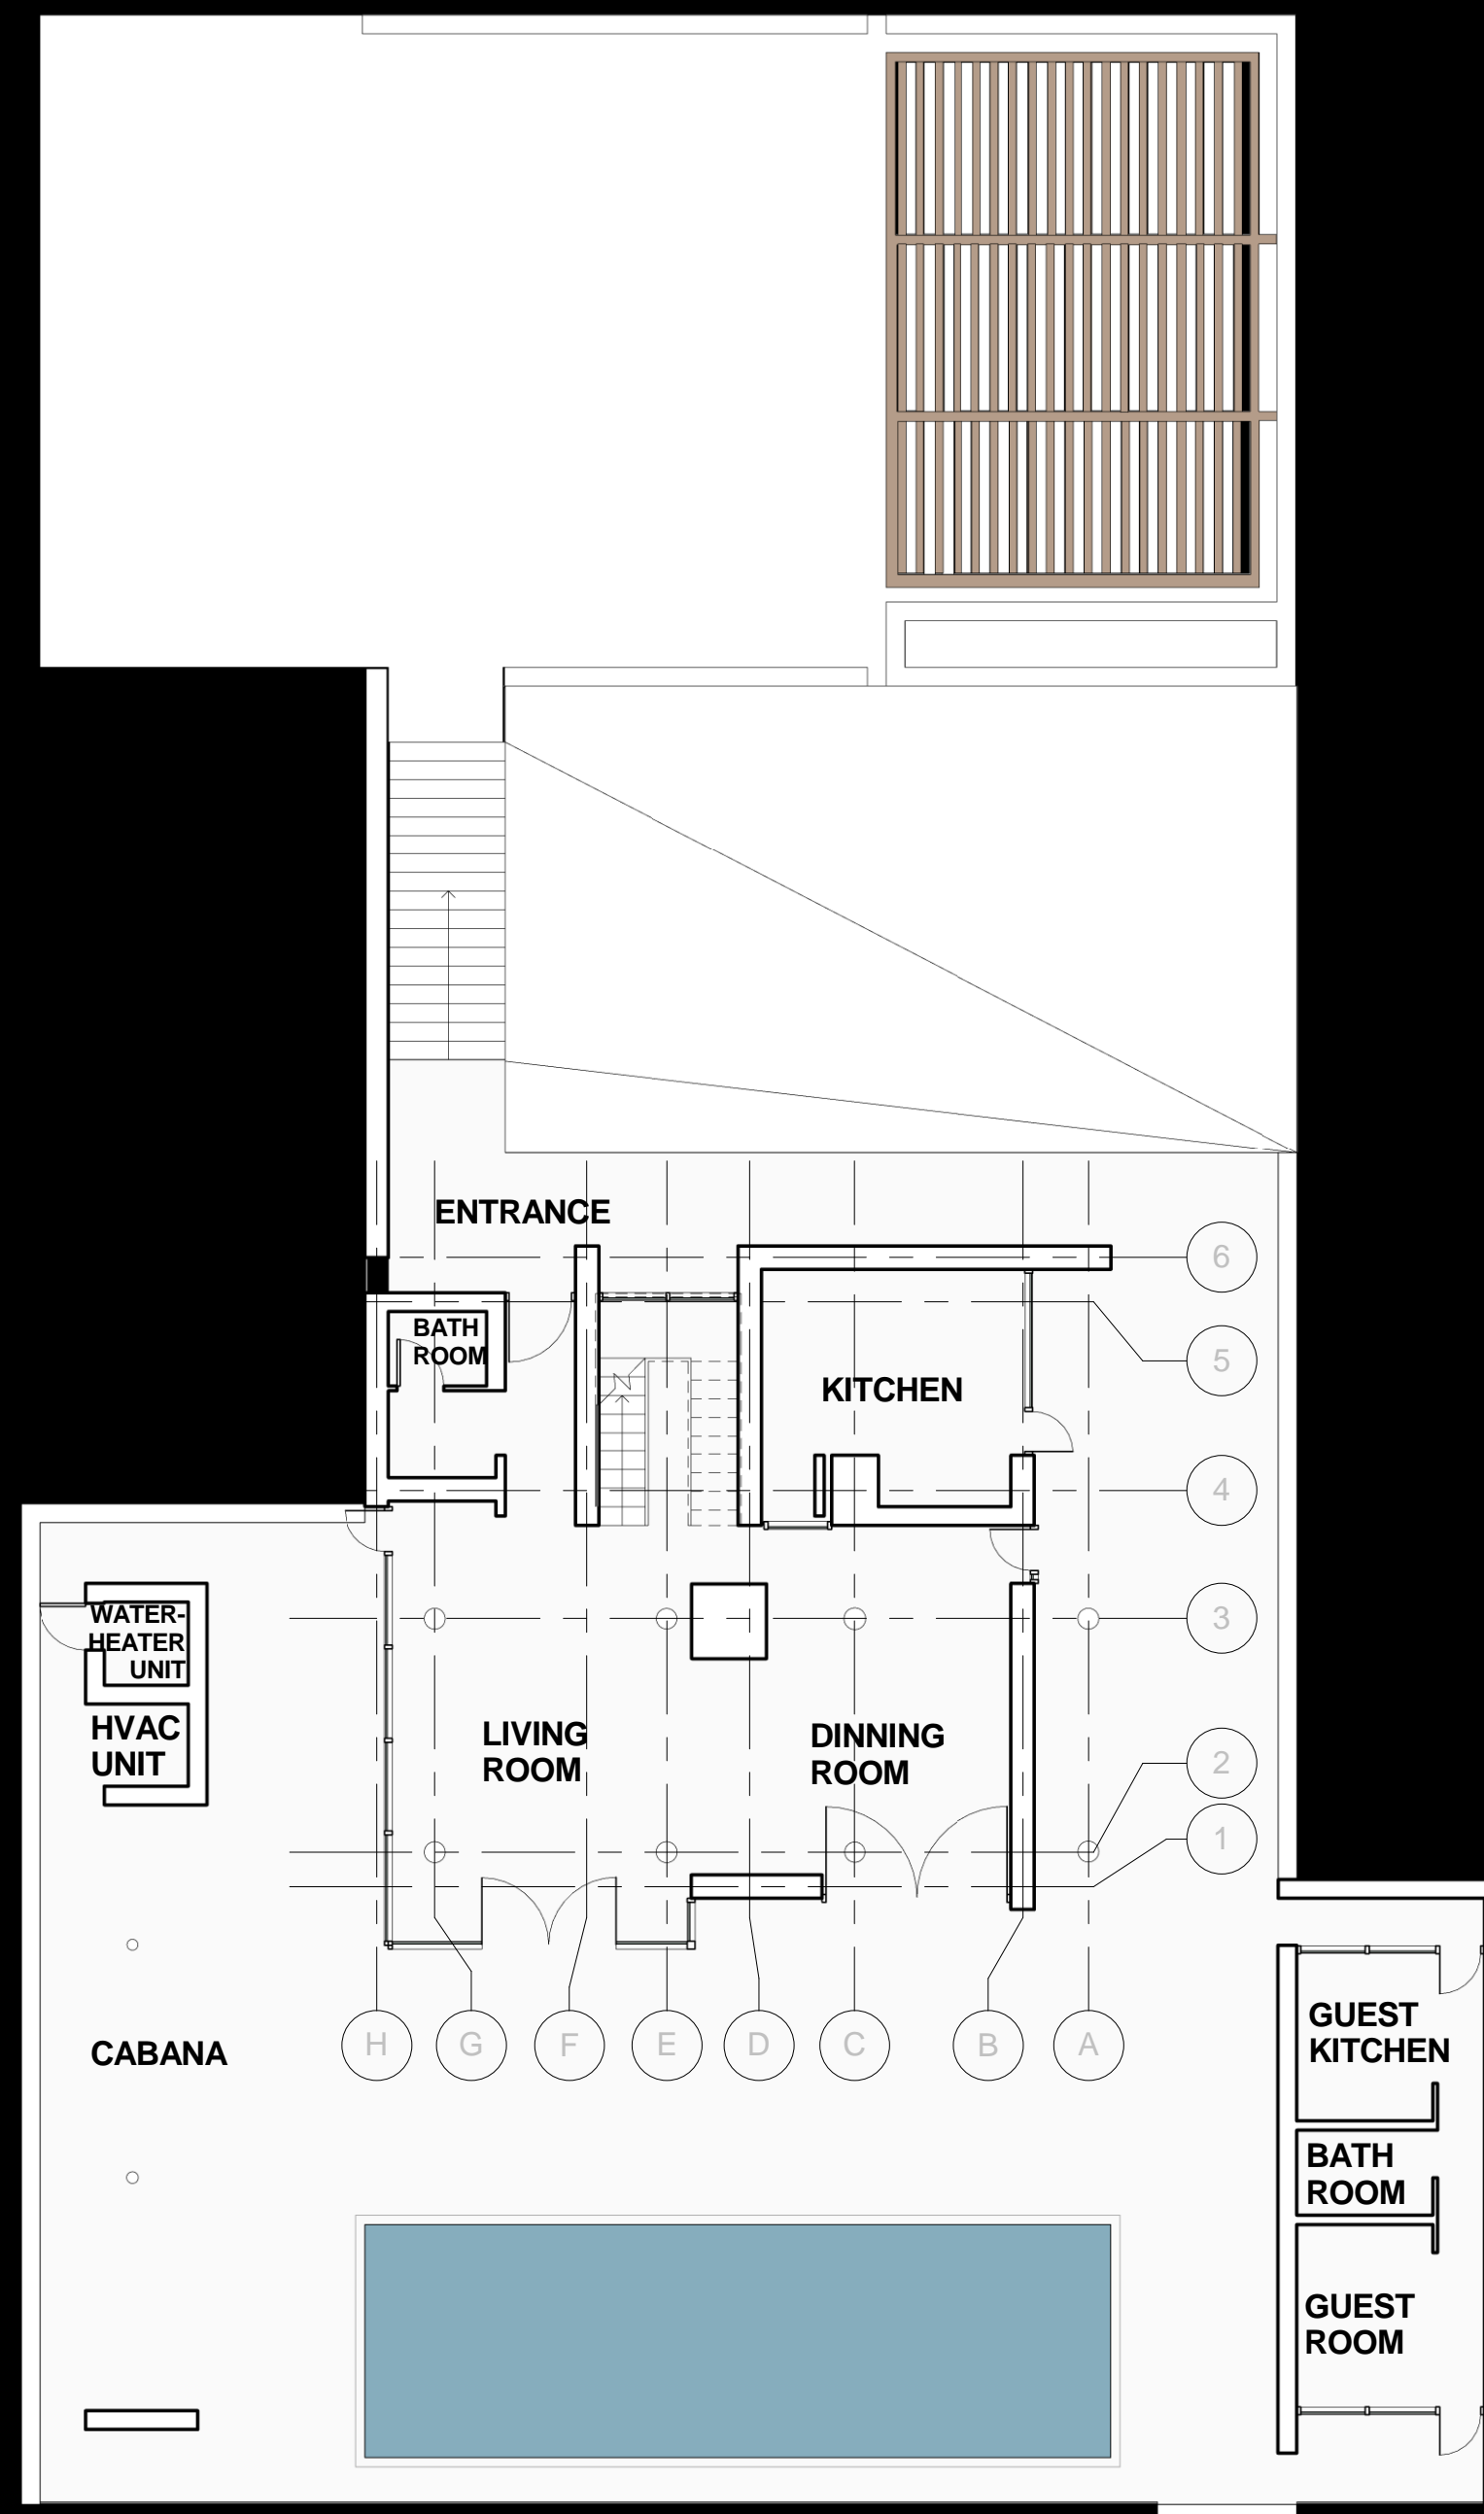 ENTRANCE
6
BATH
ROOM
5
KITCHEN
4
WATER-
HEATER
UNIT
3
HVAC
UNIT
LIVING
ROOM
DINNING
ROOM
2
1
H
G
F
E
D
C
B
A
CABANA
GUEST
KITCHEN
BATH
ROOM
GUEST
ROOM